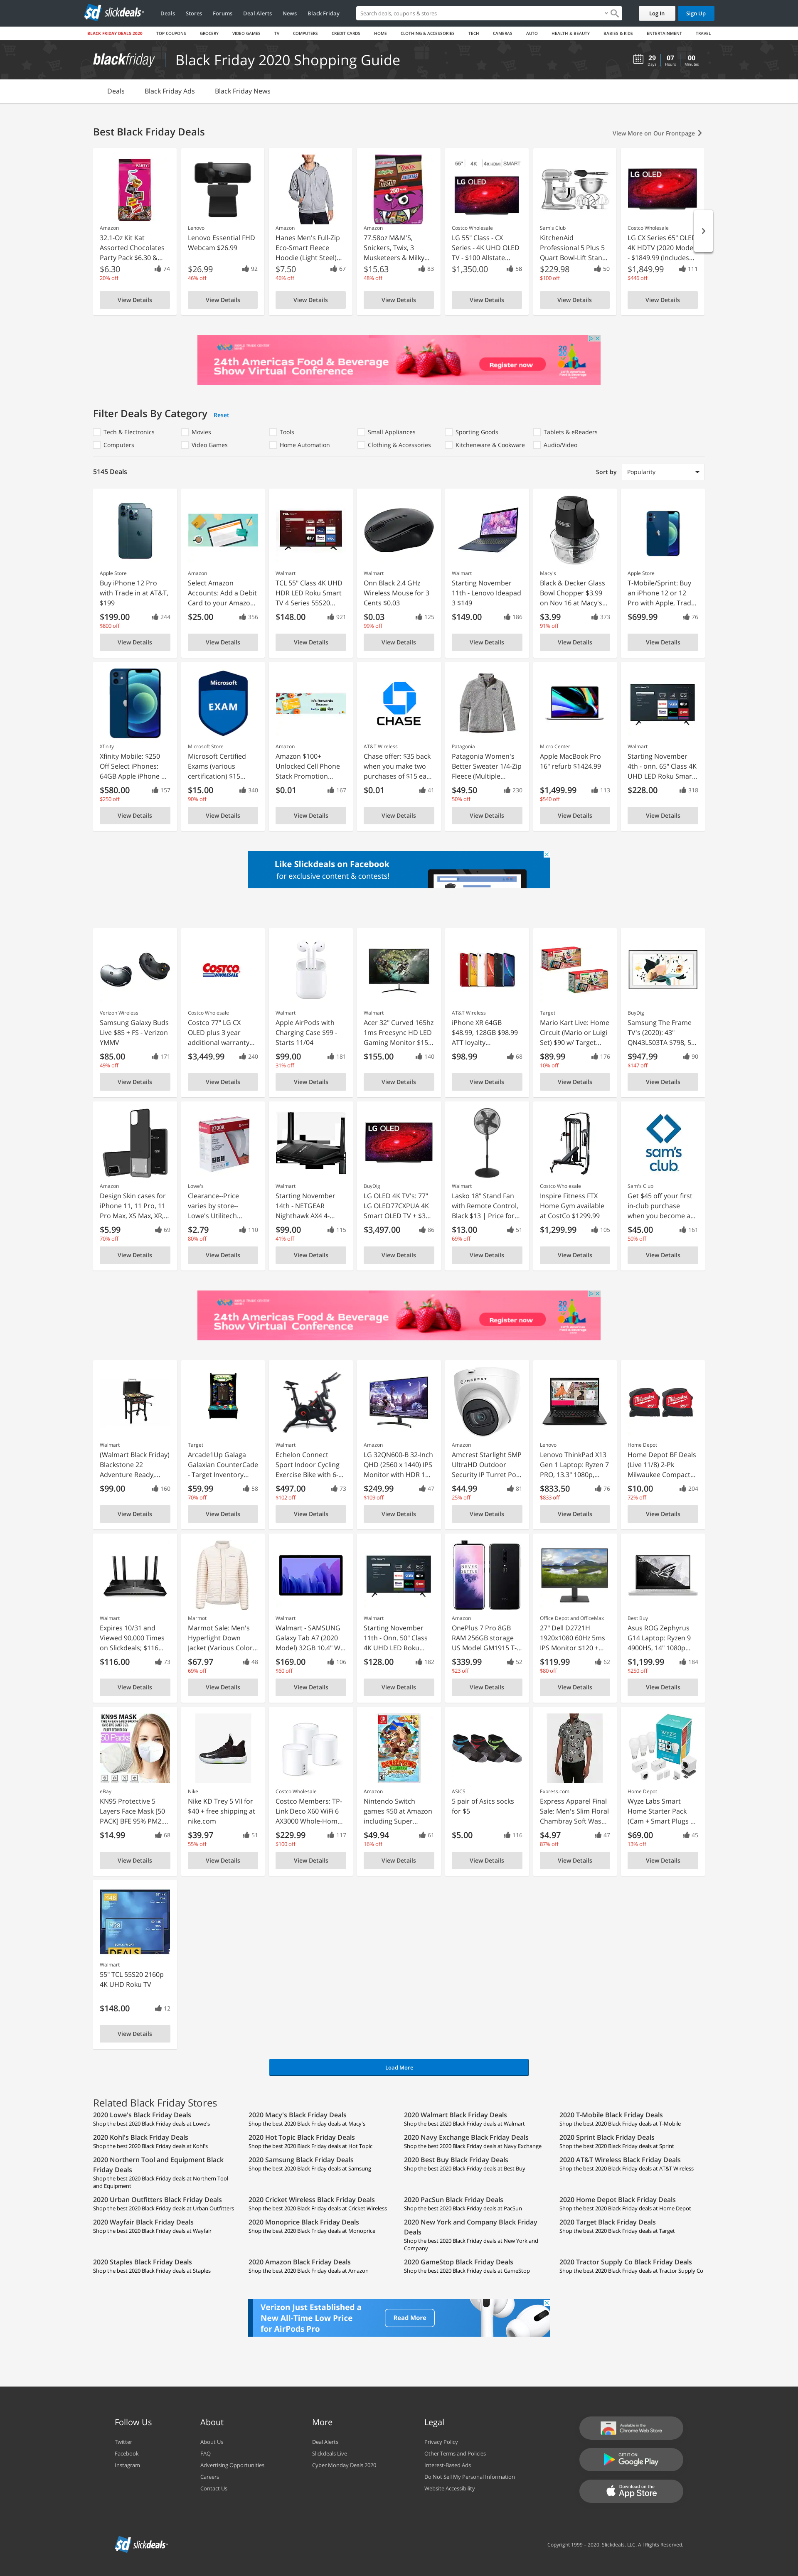 slickdeals
Deals Stores Forums Deal Alerts News Black Friday
Search deals, coupons & stores
Log In
Sign Up
BLACK FRIDAY DEALS 2020 TOP COUPONS GROCERY VIDEO GAMES TV COMPUTERS CREDIT CARDS HOME CLOTHING & ACCESSORIES TECH CAMERAS AUTO HEALTH & BEAUTY BABIES & KIDS ENTERTAINMENT TRAVEL
blackfriday
Black Friday 2020 Shopping Guide
29 07 00
Days Hours Minutes
Deals Black Friday Ads Black Friday News
Best Black Friday Deals
View More on Our Frontpage
Amazon
32.1-Oz Kit Kat
Assorted Chocolates
Party Pack $6.30 &...
$6.30 74
20% off
View Details
Lenovo
Lenovo Essential FHD
Webcam $26.99
$26.99 92
46% off
View Details
Amazon
Hanes Men's Full-Zip
Eco-Smart Fleece
Hoodie (Light Steel)...
$7.50 67
46% off
View Details
Amazon
77.58oz M&M'S,
Snickers, Twix, 3
Musketeers & Milky...
$15.63 83
48% off
View Details
55" 4K 4K HDMI SMART
LG OLED
Costco Wholesale
LG 55" Class - CX
Series - 4K UHD OLED
TV - $100 Allstate...
$1,350.00 58
View Details
Sam's Club
KitchenAid
Professional 5 Plus 5
Quart Bowl-Lift Stan...
$229.98 50
$100 off
View Details
LG OLED
Costco Wholesale
LG CX Series 65" OLED
4K HDTV (2020 Model)
- $1849.99 (Includes...
$1,849.99 111
$446 off
View Details
24th Americas Food & Beverage
Show Virtual Conference
Register now
Filter Deals By Category Reset
Tech & Electronics Movies Tools Small Appliances Sporting Goods Tablets & eReaders
Computers Video Games Home Automation Clothing & Accessories Kitchenware & Cookware Audio/Video
5145 Deals
Sort by Popularity
Apple Store
Buy iPhone 12 Pro
with Trade in at AT&T,
$199
$199.00 244
$800 off
View Details
Amazon
Select Amazon
Accounts: Add a Debit
Card to your Amazo...
$25.00 356
View Details
Walmart
TCL 55" Class 4K UHD
HDR LED Roku Smart
TV 4 Series 55S20...
$148.00 921
View Details
Walmart
Onn Black 2.4 GHz
Wireless Mouse for 3
Cents $0.03
$0.03 125
99% off
View Details
Walmart
Starting November
11th - Lenovo Ideapad
3 $149
$149.00 186
View Details
Macy's
Black & Decker Glass
Bowl Chopper $3.99
on Nov 16 at Macy's...
$3.99 373
91% off
View Details
Apple Store
T-Mobile/Sprint: Buy
an iPhone 12 or 12
Pro with Apple, Trad...
$699.99 76
View Details
Xfinity
Xfinity Mobile: $250
Off Select iPhones:
64GB Apple iPhone ...
$580.00 157
$250 off
View Details
Microsoft
EXAM
Microsoft Store
Microsoft Certified
Exams (various
certification) $15...
$15.00 340
90% off
View Details
Amazon
Amazon $100+
Unlocked Cell Phone
Stack Promotion...
$0.01 167
View Details
CHASE
AT&T Wireless
Chase offer: $35 back
when you make two
purchases of $15 ea...
$0.01 41
View Details
Patagonia
Patagonia Women's
Better Sweater 1/4-Zip
Fleece (Multiple...
$49.50 230
50% off
View Details
Micro Center
Apple MacBook Pro
16" refurb $1424.99
$1,499.99 113
$540 off
View Details
Walmart
Starting November
4th - onn. 65" Class 4K
UHD LED Roku Smar...
$228.00 318
View Details
Like Slickdeals on Facebook
for exclusive content & contests!
Verizon Wireless
Samsung Galaxy Buds
Live $85 + FS - Verizon
YMMV
$85.00 171
49% off
View Details
Costco WHOLESALE
Costco Wholesale
Costco 77" LG CX
OLED plus 3 year
additional warranty...
$3,449.99 240
View Details
Walmart
Apple AirPods with
Charging Case $99 -
Starts 11/04
$99.00 181
31% off
View Details
Walmart
Acer 32" Curved 165hz
1ms Freesync HD LED
Gaming Monitor $15...
$155.00 140
View Details
AT&T Wireless
iPhone XR 64GB
$48.99, 128GB $98.99
ATT loyalty...
$98.99 68
View Details
Target
Mario Kart Live: Home
Circuit (Mario or Luigi
Set) $90 w/ Target...
$89.99 176
10% off
View Details
BuyDig
Samsung The Frame
TV's (2020): 43"
QN43LS03TA $798, 5...
$947.99 90
$147 off
View Details
Amazon
Design Skin cases for
iPhone 11, 11 Pro, 11
Pro Max, XS Max, XR,...
$5.99 69
70% off
View Details
Lowe's
Clearance--Price
varies by store--
Lowe's Utilitech...
$2.79 110
80% off
View Details
Walmart
Starting November
14th - NETGEAR
Nighthawk AX4 4-...
$99.00 115
41% off
View Details
LG OLED
BuyDig
LG OLED 4K TV's: 77"
LG OLED77CXPUA 4K
Smart OLED TV + $3...
$3,497.00 86
View Details
Walmart
Lasko 18" Stand Fan
with Remote Control,
Black $13 | Price for...
$13.00 51
69% off
View Details
Costco Wholesale
Inspire Fitness FTX
Home Gym available
at CostCo $1299.99
$1,299.99 105
View Details
sam's club
Sam's Club
Get $45 off your first
in-club purchase
when you become a...
$45.00 161
50% off
View Details
24th Americas Food & Beverage
Show Virtual Conference
Register now
Walmart
(Walmart Black Friday)
Blackstone 22
Adventure Ready,...
$99.00 160
View Details
Target
Arcade1Up Galaga
Galaxian CounterCade
- Target Inventory...
$59.99 58
70% off
View Details
Walmart
Echelon Connect
Sport Indoor Cycling
Exercise Bike with 6-...
$497.00 73
$102 off
View Details
Amazon
LG 32QN600-B 32-Inch
QHD (2560 x 1440) IPS
Monitor with HDR 1...
$249.99 47
$109 off
View Details
Amazon
Amcrest Starlight 5MP
UltraHD Outdoor
Security IP Turret Po...
$44.99 81
25% off
View Details
Lenovo
Lenovo ThinkPad X13
Gen 1 Laptop: Ryzen 7
PRO, 13.3" 1080p,...
$833.50 76
$833 off
View Details
Home Depot
Home Depot BF Deals
(Live 11/8) 2-Pk
Milwaukee Compact...
$10.00 204
72% off
View Details
Walmart
Expires 10/31 and
Viewed 90,000 Times
on Slickdeals; $116...
$116.00 73
View Details
Marmot
Marmot Sale: Men's
Hyperlight Down
Jacket (Various Color...
$67.97 48
69% off
View Details
Walmart
Walmart - SAMSUNG
Galaxy Tab A7 (2020
Model) 32GB 10.4" W...
$169.00 106
$60 off
View Details
Walmart
Starting November
11th - Onn. 50" Class
4K UHD LED Roku...
$128.00 182
View Details
Amazon
OnePlus 7 Pro 8GB
RAM 256GB storage
US Model GM1915 T-...
$339.99 52
$23 off
View Details
Office Depot and OfficeMax
27" Dell D2721H
1920x1080 60Hz 5ms
IPS Monitor $120 +...
$119.99 62
$80 off
View Details
Best Buy
Asus ROG Zephyrus
G14 Laptop: Ryzen 9
4900HS, 14" 1080p...
$1,199.99 184
$250 off
View Details
KN95 MASK
50 Pack
eBay
KN95 Protective 5
Layers Face Mask [50
PACK] BFE 95% PM2....
$14.99 68
View Details
Nike
Nike KD Trey 5 VII for
$40 + free shipping at
nike.com
$39.97 51
55% off
View Details
Costco Wholesale
Costco Members: TP-
Link Deco X60 WiFi 6
AX3000 Whole-Hom...
$229.99 117
$100 off
View Details
Amazon
Nintendo Switch
games $50 at Amazon
including Super...
$49.94 61
16% off
View Details
ASICS
5 pair of Asics socks
for $5
$5.00 116
View Details
Express.com
Express Apparel Final
Sale: Men's Slim Floral
Chambray Soft Was...
$4.97 47
87% off
View Details
Home Depot
Wyze Labs Smart
Home Starter Pack
(Cam + Smart Plugs ...
$69.00 45
13% off
View Details
DEALS
Walmart
55" TCL 55S20 2160p
4K UHD Roku TV
$148.00 12
View Details
Load More
Related Black Friday Stores
2020 Lowe's Black Friday Deals
Shop the best 2020 Black Friday deals at Lowe's
2020 Macy's Black Friday Deals
Shop the best 2020 Black Friday deals at Macy's
2020 Walmart Black Friday Deals
Shop the best 2020 Black Friday deals at Walmart
2020 T-Mobile Black Friday Deals
Shop the best 2020 Black Friday deals at T-Mobile
2020 Kohl's Black Friday Deals
Shop the best 2020 Black Friday deals at Kohl's
2020 Hot Topic Black Friday Deals
Shop the best 2020 Black Friday deals at Hot Topic
2020 Navy Exchange Black Friday Deals
Shop the best 2020 Black Friday deals at Navy Exchange
2020 Sprint Black Friday Deals
Shop the best 2020 Black Friday deals at Sprint
2020 Northern Tool and Equipment Black
Friday Deals
Shop the best 2020 Black Friday deals at Northern Tool
and Equipment
2020 Samsung Black Friday Deals
Shop the best 2020 Black Friday deals at Samsung
2020 Best Buy Black Friday Deals
Shop the best 2020 Black Friday deals at Best Buy
2020 AT&T Wireless Black Friday Deals
Shop the best 2020 Black Friday deals at AT&T Wireless
2020 Urban Outfitters Black Friday Deals
Shop the best 2020 Black Friday deals at Urban Outfitters
2020 Cricket Wireless Black Friday Deals
Shop the best 2020 Black Friday deals at Cricket Wireless
2020 PacSun Black Friday Deals
Shop the best 2020 Black Friday deals at PacSun
2020 Home Depot Black Friday Deals
Shop the best 2020 Black Friday deals at Home Depot
2020 Wayfair Black Friday Deals
Shop the best 2020 Black Friday deals at Wayfair
2020 Monoprice Black Friday Deals
Shop the best 2020 Black Friday deals at Monoprice
2020 New York and Company Black Friday
Deals
Shop the best 2020 Black Friday deals at New York and
Company
2020 Target Black Friday Deals
Shop the best 2020 Black Friday deals at Target
2020 Staples Black Friday Deals
Shop the best 2020 Black Friday deals at Staples
2020 Amazon Black Friday Deals
Shop the best 2020 Black Friday deals at Amazon
2020 GameStop Black Friday Deals
Shop the best 2020 Black Friday deals at GameStop
2020 Tractor Supply Co Black Friday Deals
Shop the best 2020 Black Friday deals at Tractor Supply Co
Verizon Just Established a
New All-Time Low Price
for AirPods Pro
Read More
Follow Us
Twitter
Facebook
Instagram
About
About Us
FAQ
Advertising Opportunities
Careers
Contact Us
More
Deal Alerts
Slickdeals Live
Cyber Monday Deals 2020
Legal
Privacy Policy
Other Terms and Policies
Interest-Based Ads
Do Not Sell My Personal Information
Website Accessibility
Available in the
Chrome Web Store
GET IT ON
Google Play
Download on the
App Store
slickdeals
Copyright 1999 – 2020. Slickdeals, LLC. All Rights Reserved.